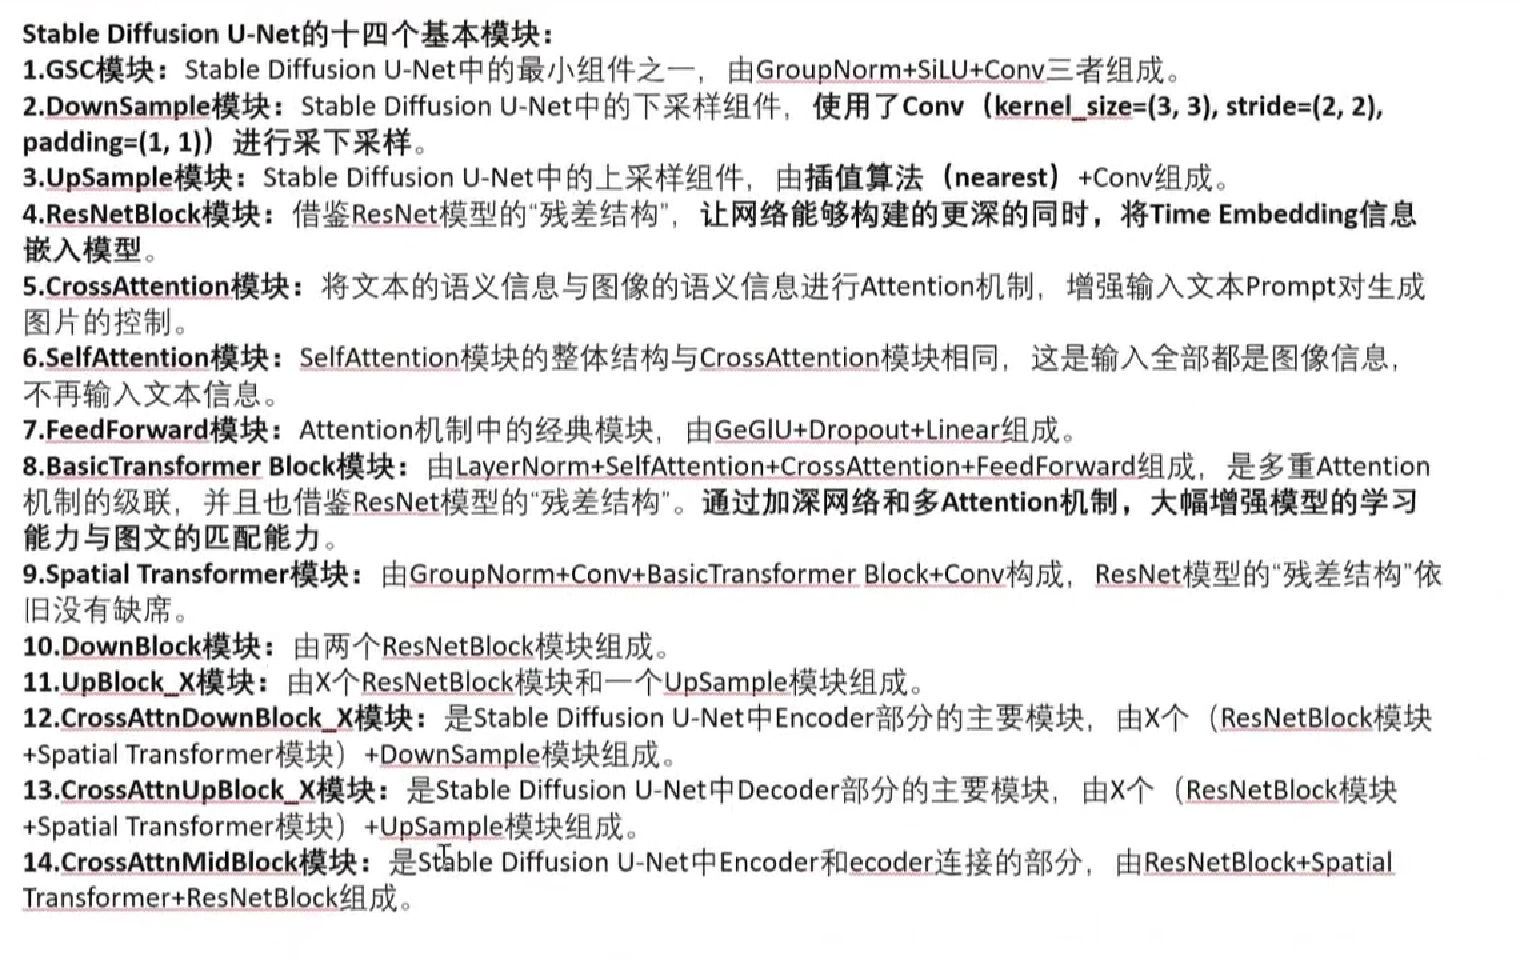 Stable Diffusion U-Net的十四个基本模块：
1.GSC模块：Stable Diffusion U-Net中的最小组件之一，由GroupNorm+SiLU+Conv三者组成。
2.DownSample模块：Stable Diffusion U-Net中的下采样组件，使用了Conv（kernel_size=(3, 3), stride=(2, 2),
padding=(1, 1)）进行采下采样。
3.UpSample模块：Stable Diffusion U-Net中的上采样组件，由插值算法（nearest）+Conv组成。
4.ResNetBlock模块：借鉴ResNet模型的“残差结构”，让网络能够构建的更深的同时，将Time Embedding信息
嵌入模型。
5.CrossAttention模块：将文本的语义信息与图像的语义信息进行Attention机制，增强输入文本Prompt对生成
图片的控制。
6.SelfAttention模块：SelfAttention模块的整体结构与CrossAttention模块相同，这是输入全部都是图像信息，
不再输入文本信息。
7.FeedForward模块：Attention机制中的经典模块，由GeGlU+Dropout+Linear组成。
8.BasicTransformer Block模块：由LayerNorm+SelfAttention+CrossAttention+FeedForward组成，是多重Attention
机制的级联，并且也借鉴ResNet模型的“残差结构”。通过加深网络和多Attention机制，大幅增强模型的学习
能力与图文的匹配能力。
9.Spatial Transformer模块：由GroupNorm+Conv+BasicTransformer Block+Conv构成，ResNet模型的“残差结构”依
旧没有缺席。
10.DownBlock模块：由两个ResNetBlock模块组成。
11.UpBlock_X模块：由X个ResNetBlock模块和一个UpSample模块组成。
12.CrossAttnDownBlock_X模块：是Stable Diffusion U-Net中Encoder部分的主要模块，由X个（ResNetBlock模块
+Spatial Transformer模块）+DownSample模块组成。
13.CrossAttnUpBlock_X模块：是Stable Diffusion U-Net中Decoder部分的主要模块，由X个（ResNetBlock模块
+Spatial Transformer模块）+UpSample模块组成。
14.CrossAttnMidBlock模块：是Stable Diffusion U-Net中Encoder和ecoder连接的部分，由ResNetBlock+Spatial
Transformer+ResNetBlock组成。